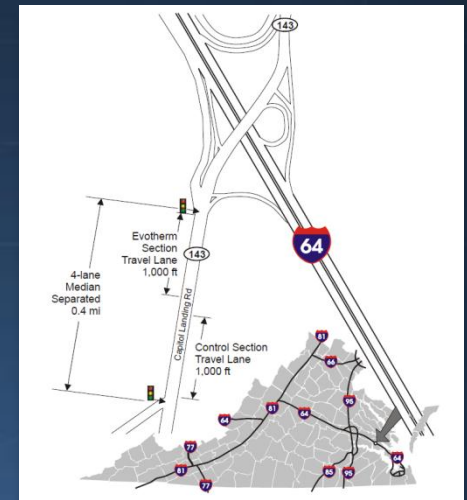 143
64
Evotherm
Section
Travel Lane
1,000 ft
143
4-lane
Median
Separated
0.4 mi
Capitol Landing Rd
Control Section
Travel Lane
1,000 ft
81
66
95
81
64
64
77
81
77
85
95
64